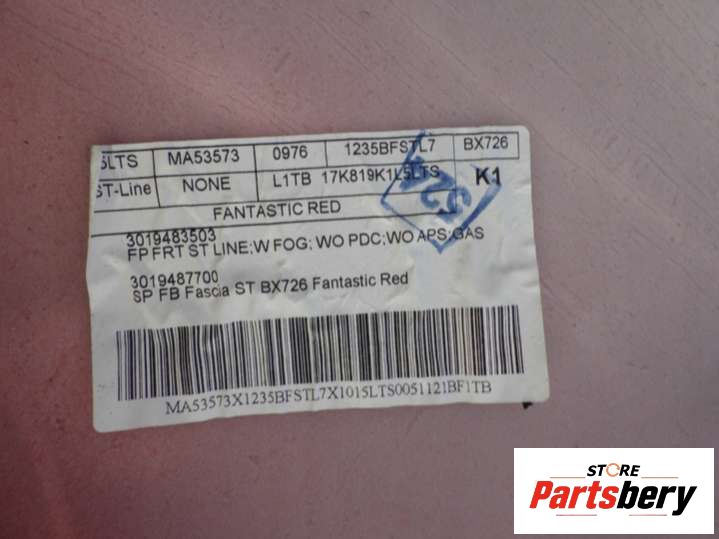 5LTS MA53573 0976 1235BFSTL7 BX726
ST-Line NONE L1TB 17K819K1L5LTS K1
FANTASTIC RED
3019483503
FP FRT ST LINE;W FOG; WO PDC;WO APS;GAS
3019487700
SP FB Fascia ST BX726 Fantastic Red
MA53573X1235BFSTL7X1015LTS0051121BF1TB
STORE
Partsbery